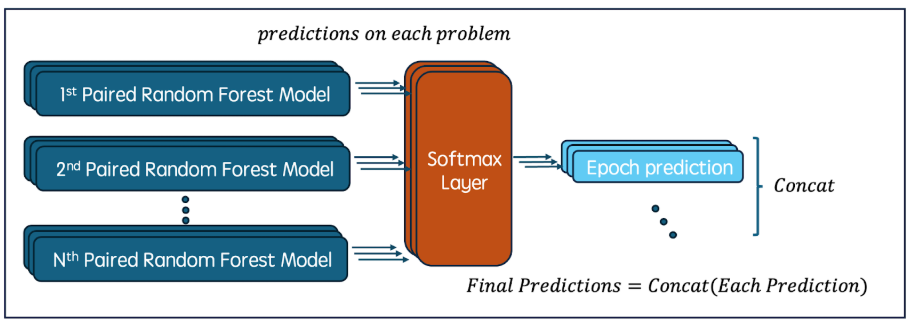 predictions on each problem
1st Paired Random Forest Model
2nd Paired Random Forest Model
Nth Paired Random Forest Model
Softmax
Layer
Epoch prediction
Concat
Final Predictions = Concat(Each Prediction)